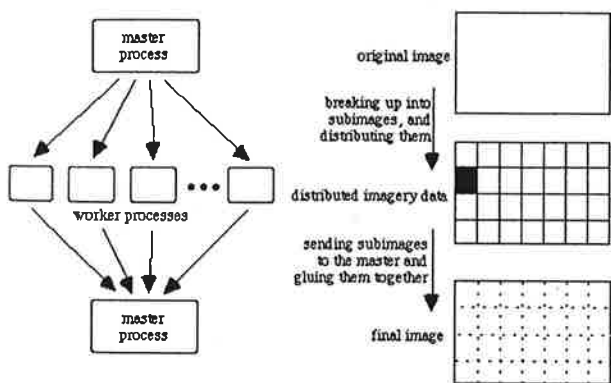 master
process
worker processes
master
process
original image
breaking up into
subimages, and
distributing them
distributed imagery data
sending subimages
to the master and
gluing them together
final image